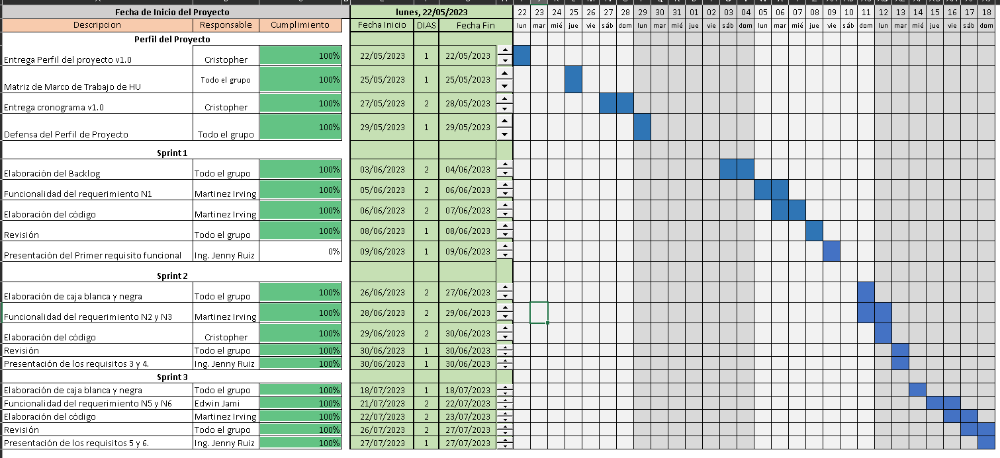 Fecha de Inicio del Proyecto lunes, 22/05/2023 22 23 24 25 26 27 28 29 30 31 01 02 03 04 05 06 07 08 09 10 11 12 13 14 15 16 17 18
Descripcion Responsable Cumplimiento Fecha Inicio DIAS Fecha Fin lun mar mié jue vie sáb dom lun mar mié jue vie sáb dom lun mar mié jue vie sáb dom lun mar mié jue vie sáb dom
Perfil del Proyecto
Entrega Perfil del proyecto v1.0 Cristopher 100% 22/05/2023 1 22/05/2023
Matriz de Marco de Trabajo de HU Todo el grupo 100% 25/05/2023 1 25/05/2023
Entrega cronograma v1.0 Cristopher 100% 27/05/2023 2 28/05/2023
Defensa del Perfil de Proyecto Todo el grupo 100% 29/05/2023 1 29/05/2023
Sprint 1
Elaboración del Backlog Todo el grupo 100% 03/06/2023 2 04/06/2023
Funcionalidad del requerimiento N1 Martinez Irving 100% 05/06/2023 2 06/06/2023
Elaboración del código Martinez Irving 100% 06/06/2023 2 07/06/2023
Revisión Todo el grupo 100% 08/06/2023 1 08/06/2023
Presentación del Primer requisito funcional Ing. Jenny Ruiz 0% 09/06/2023 1 09/06/2023
Sprint 2
Elaboración de caja blanca y negra Todo el grupo 100% 26/06/2023 2 27/06/2023
Funcionalidad del requerimiento N2 y N3 Martinez Irving 100% 28/06/2023 2 29/06/2023
Elaboración del código Cristopher 100% 29/06/2023 2 30/06/2023
Revisión Todo el grupo 100% 30/06/2023 1 30/06/2023
Presentación de los requisitos 3 y 4. Ing. Jenny Ruiz 100% 30/06/2023 1 30/06/2023
Sprint 3
Elaboración de caja blanca y negra Todo el grupo 100% 18/07/2023 1 18/07/2023
Funcionalidad del requerimiento N5 y N6 Edwin Jami 100% 21/07/2023 2 22/07/2023
Elaboración del código Martinez Irving 100% 22/07/2023 2 23/07/2023
Revisión Todo el grupo 100% 26/07/2023 2 27/07/2023
Presentación de los requisitos 5 y 6. Ing. Jenny Ruiz 100% 27/07/2023 1 27/07/2023